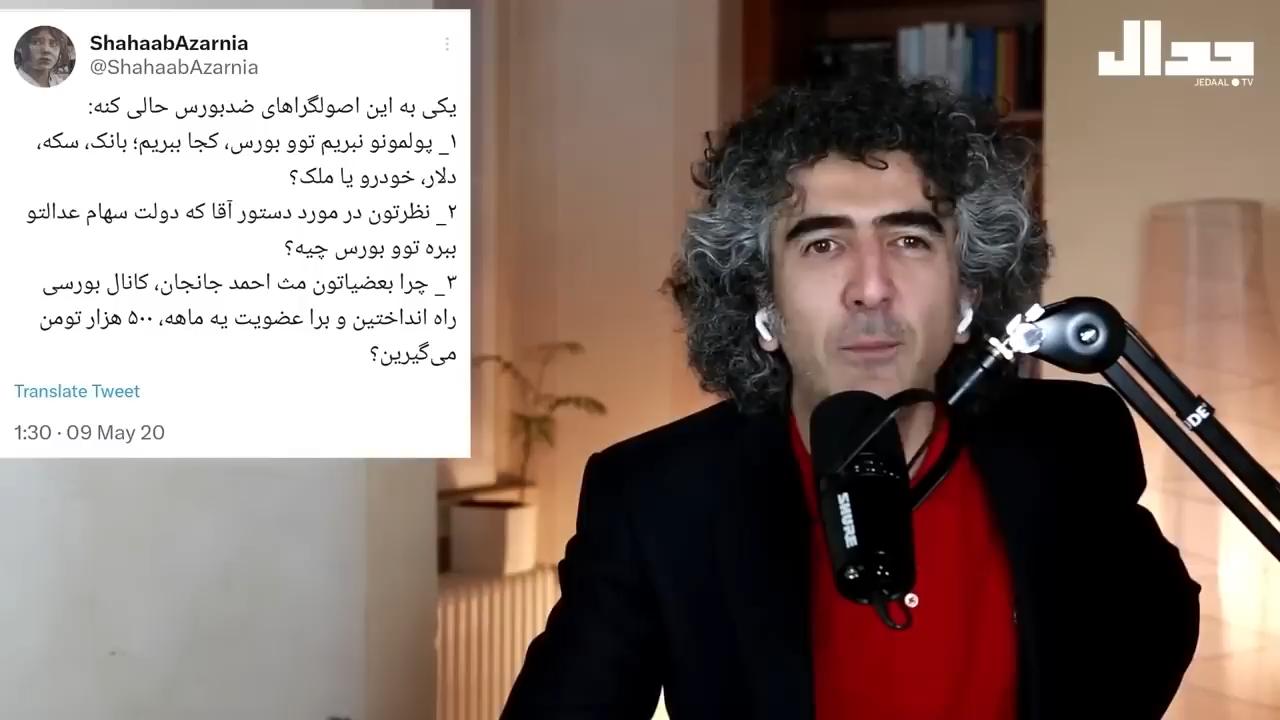 ShahaabAzarnia
@ShahaabAzarnia
یکی به این اصولگراهای ضدبورس حالی کنه:
۱_ پولمونو نبریم توو بورس، کجا ببریم؛ بانک، سکه،
دلار، خودرو یا ملک؟
۲_ نظرتون در مورد دستور آقا که دولت سهام عدالتو
ببره توو بورس چیه؟
۳_ چرا بعضیاتون مث احمد جانجان، کانال بورسی
راه انداختین و برا عضویت یه ماهه، ۵۰۰ هزار تومن
می‌گیرین؟
Translate Tweet
1:30 · 09 May 20
جدال
JEDAAL TV
SHURE